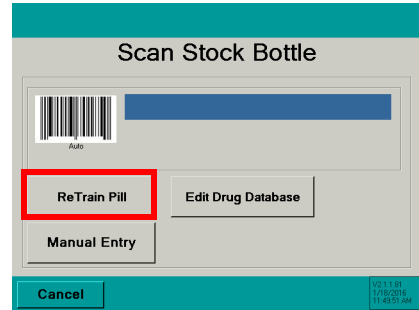 Scan Stock Bottle
Auto
ReTrain Pill
Edit Drug Database
Manual Entry
Cancel
V2.1.1.91
1/18/2016
11:49:51 AM